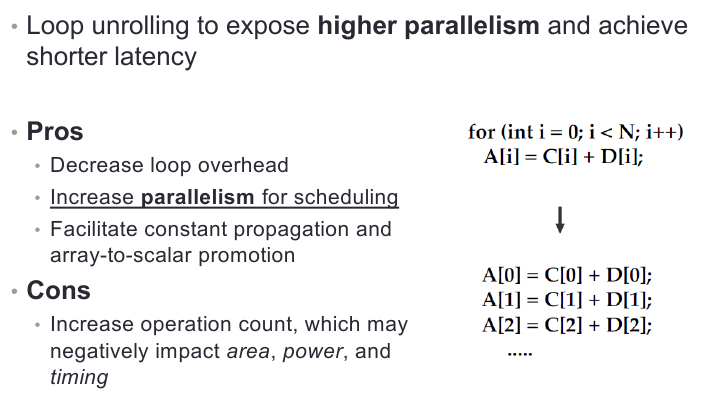 • Loop unrolling to expose higher parallelism and achieve
shorter latency
• Pros
• Decrease loop overhead
• Increase parallelism for scheduling
• Facilitate constant propagation and
array-to-scalar promotion
• Cons
• Increase operation count, which may
negatively impact area, power, and
timing
for (int i = 0; i < N; i++)
A[i] = C[i] + D[i];
A[0] = C[0] + D[0];
A[1] = C[1] + D[1];
A[2] = C[2] + D[2];
.....